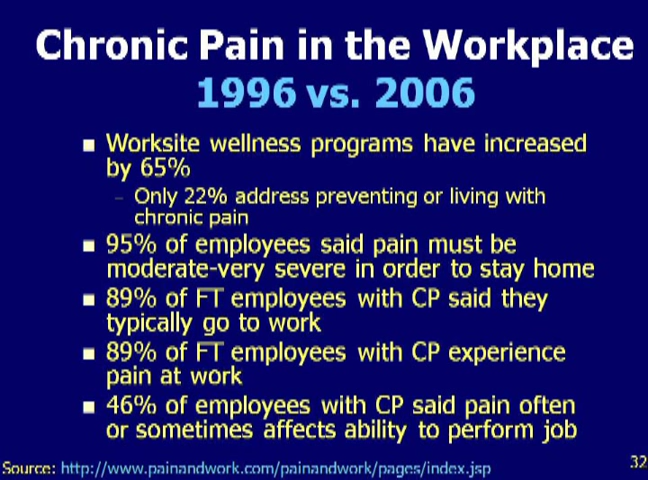 Chronic Pain in the Workplace
1996 vs. 2006
■ Worksite wellness programs have increased
by 65%
– Only 22% address preventing or living with
chronic pain
■ 95% of employees said pain must be
moderate-very severe in order to stay home
■ 89% of FT employees with CP said they
typically go to work
■ 89% of FT employees with CP experience
pain at work
■ 46% of employees with CP said pain often
or sometimes affects ability to perform job
Source: http://www.painandwork.com/painandwork/pages/index.jsp
32